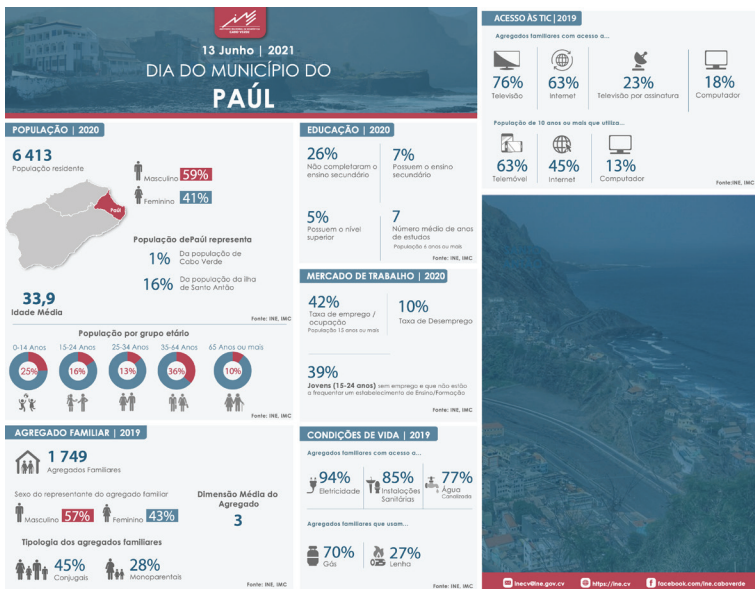 INSTITUTO NACIONAL DE ESTATÍSTICA
CABO VERDE
13 Junho | 2021
DIA DO MUNICÍPIO DO
PAÚL
POPULAÇÃO | 2020
6 413
População residente
Masculino 59%
Feminino 41%
Paúl
População dePaúl representa
1% Da população de
Cabo Verde
16% Da população da ilha
de Santo Antão
33,9
Idade Média
Fonte: INE, IMC
População por grupo etário
0-14 Anos 15-24 Anos 25-34 Anos 35-64 Anos 65 Anos ou mais
25% 16% 13% 36% 10%
Fonte: INE, IMC
AGREGADO FAMILIAR | 2019
1 749
Agregados Familiares
Sexo do representante do agregado familiar
Masculino 57% Feminino 43%
Dimensão Média do
Agregado
3
Tipologia dos agregados familiares
45% Conjugais
28% Monoparentais
Fonte: INE, IMC
EDUCAÇÃO | 2020
26%
Não completaram o
ensino secundário
7%
Possuem o ensino
secundário
5%
Possuem o nível
superior
7
Número médio de anos
de estudos
População 6 anos ou mais
Fonte: INE, IMC
MERCADO DE TRABALHO | 2020
42%
Taxa de emprego /
ocupação
População 15 anos ou mais
10%
Taxa de Desemprego
39%
Jovens (15-24 anos) sem emprego e que não estão
a frequentar um estabelecimento de Ensino/Formação
Fonte: INE, IMC
CONDIÇÕES DE VIDA | 2019
Agregados familiares com acesso a...
94%
Eletricidade
85%
Instalações
Sanitárias
77%
Água
Canalizada
Agregados familiares que usam...
70%
Gás
27%
Lenha
Fonte: INE, IMC
ACESSO ÀS TIC | 2019
Agregados familiares com acesso a...
76%
Televisão
63%
Internet
23%
Televisão por assinatura
18%
Computador
População de 10 anos ou mais que utiliza...
63%
Telemóvel
45%
Internet
13%
Computador
Fonte:INE, IMC
inecv@ine.gov.cv https://ine.cv facebook.com/ine.caboverde